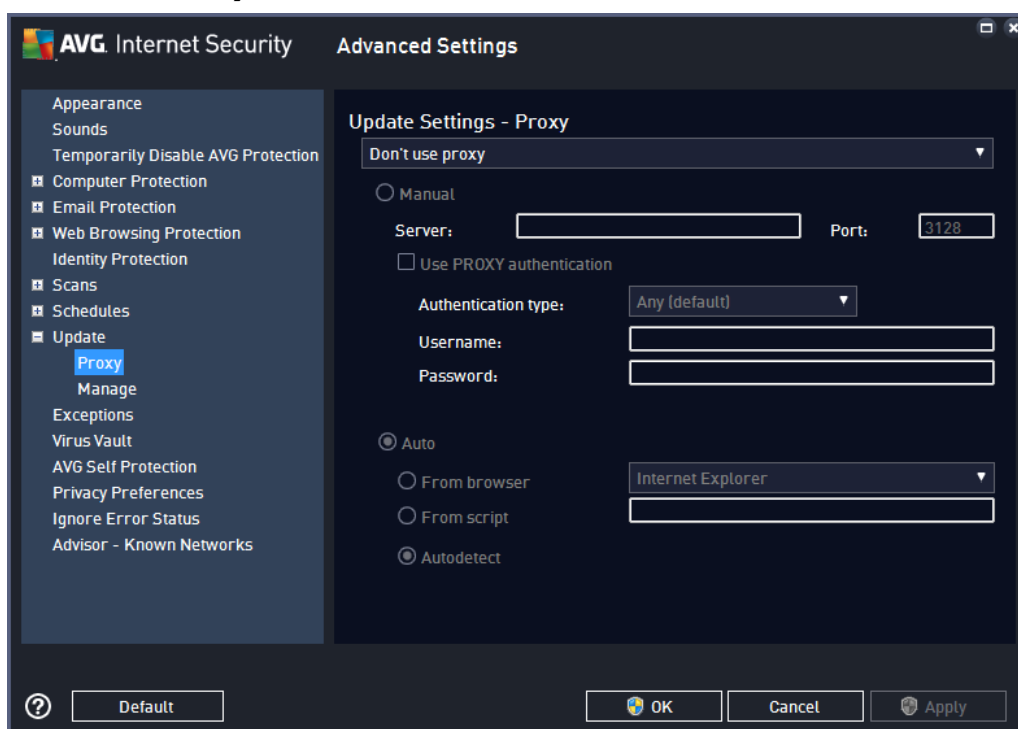 AVG. Internet Security
Advanced Settings
Appearance
Sounds
Temporarily Disable AVG Protection
Computer Protection
Email Protection
Web Browsing Protection
Identity Protection
Scans
Schedules
Update
Proxy
Manage
Exceptions
Virus Vault
AVG Self Protection
Privacy Preferences
Ignore Error Status
Advisor - Known Networks
Update Settings - Proxy
Don't use proxy
Manual
Server: Port: 3128
Use PROXY authentication
Authentication type: Any (default)
Username:
Password:
Auto
From browser Internet Explorer
From script
Autodetect
Default OK Cancel Apply